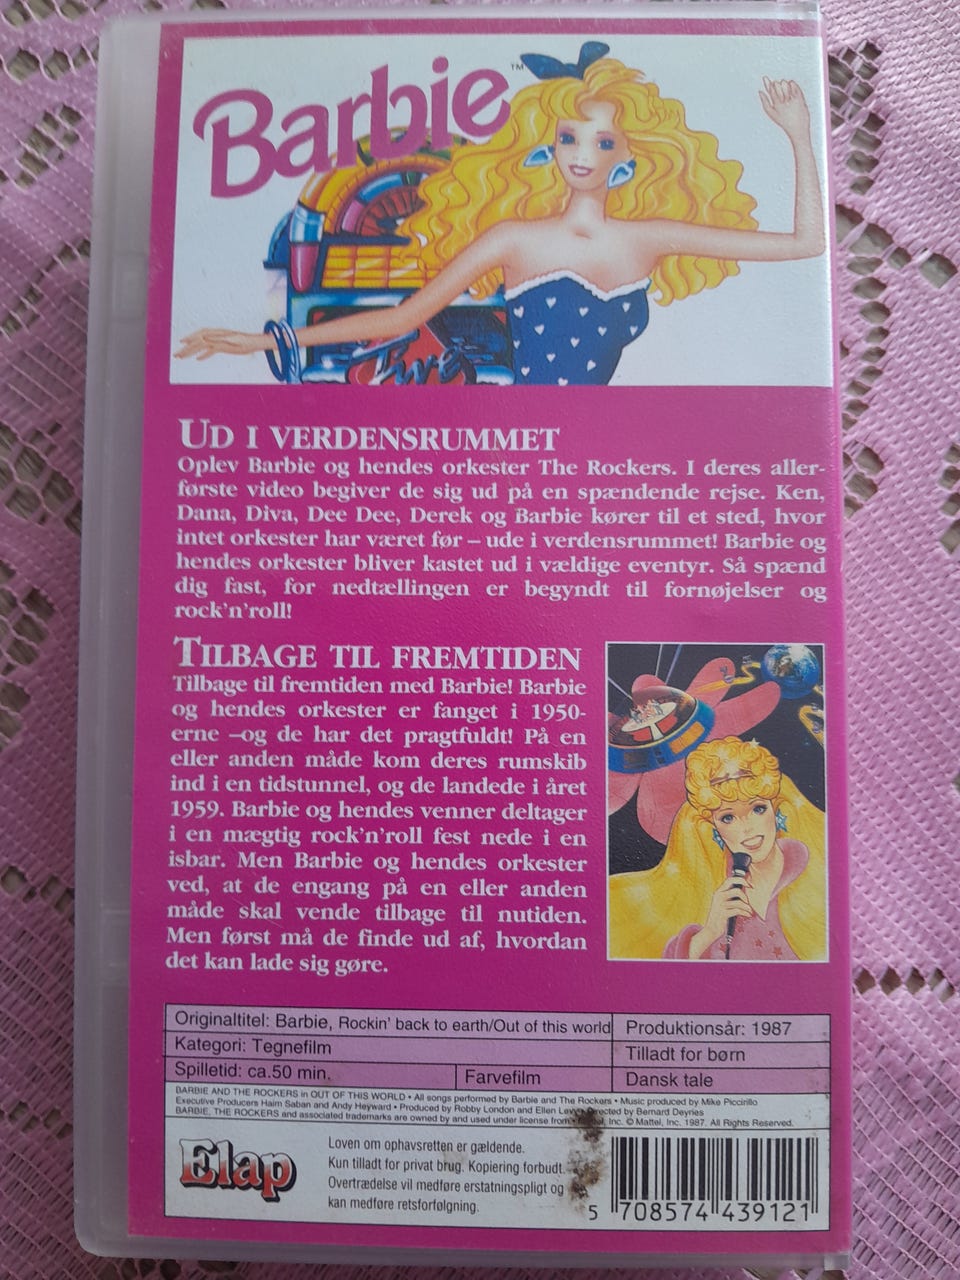 Barbie™
Live
UD I VERDENSRUMMET
Oplev Barbie og hendes orkester The Rockers. I deres aller-
første video begiver de sig ud på en spændende rejse. Ken,
Dana, Diva, Dee Dee, Derek og Barbie kører til et sted, hvor
intet orkester har været før – ude i verdensrummet! Barbie og
hendes orkester bliver kastet ud i vældige eventyr. Så spænd
dig fast, for nedtællingen er begyndt til fornøjelser og
rock'n'roll!
TILBAGE TIL FREMTIDEN
Tilbage til fremtiden med Barbie! Barbie
og hendes orkester er fanget i 1950-
erne –og de har det pragtfuldt! På en
eller anden måde kom deres rumskib
ind i en tidstunnel, og de landede i året
1959. Barbie og hendes venner deltager
i en mægtig rock'n'roll fest nede i en
isbar. Men Barbie og hendes orkester
ved, at de engang på en eller anden
måde skal vende tilbage til nutiden.
Men først må de finde ud af, hvordan
det kan lade sig gøre.
Originaltitel: Barbie, Rockin' back to earth/Out of this world Produktionsår: 1987
Kategori: Tegnefilm Tilladt for børn
Spilletid: ca.50 min. Farvefilm Dansk tale
BARBIE AND THE ROCKERS in OUT OF THIS WORLD • All songs performed by Barbie and The Rockers • Music produced by Mike Piccirillo
Executive Producers Haim Saban and Andy Heyward • Produced by Robby London and Ellen Directed by Bernard Deyries
BARBIE, THE ROCKERS and associated trademarks are owned by and used under license from Mattel, Inc. © Mattel, Inc. 1987. All Rights Reserved.
Elap
Loven om ophavsretten er gældende.
Kun tilladt for privat brug. Kopiering forbudt.
Overtrædelse vil medføre erstatningspligt og
kan medføre retsforfølgning.
5 708574 439121